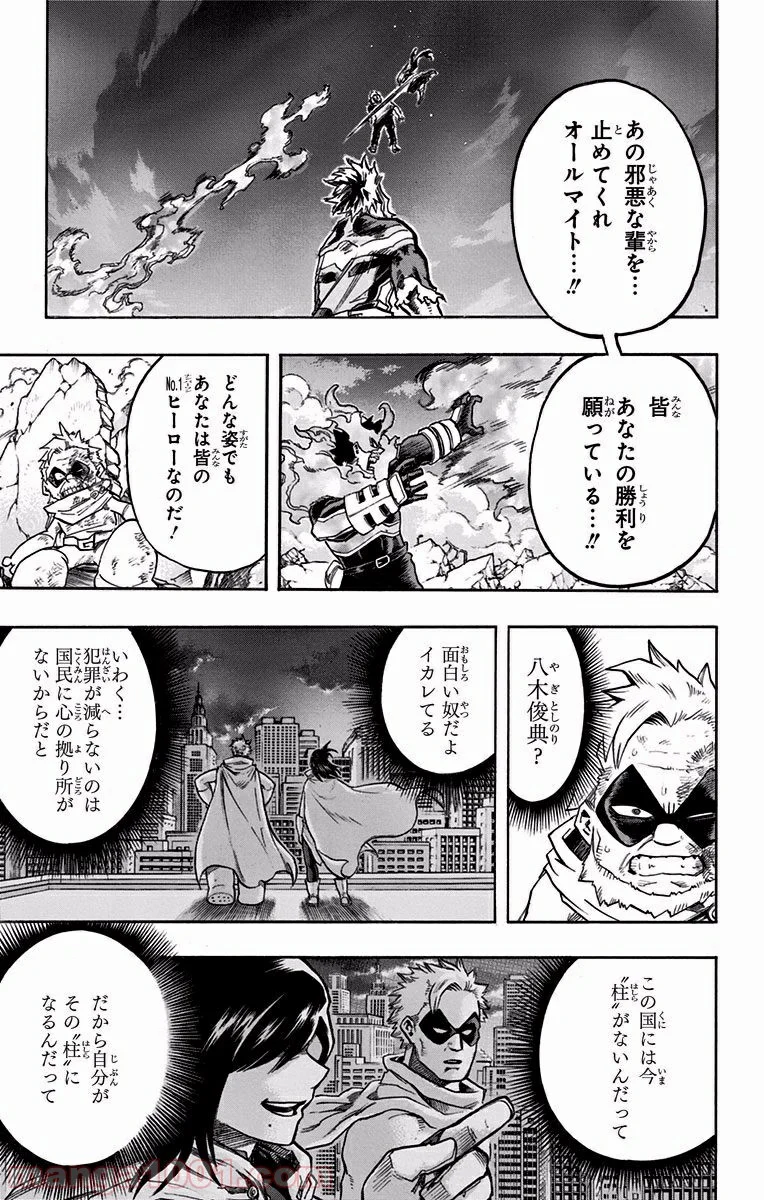 あの邪悪な輩を…
止めてくれ
オールマイト…!!
皆
あなたの勝利を
願っている…!!
どんな姿でも
あなたは皆の
No.1ヒーローなのだ!
八木俊典?
面白い奴だよ
イカレてる
いわく…
犯罪が減らないのは
国民に心の拠り所が
ないからだと
この国には今
〝柱〟がないんだって
だから自分が
その〝柱〟に
なるんだって